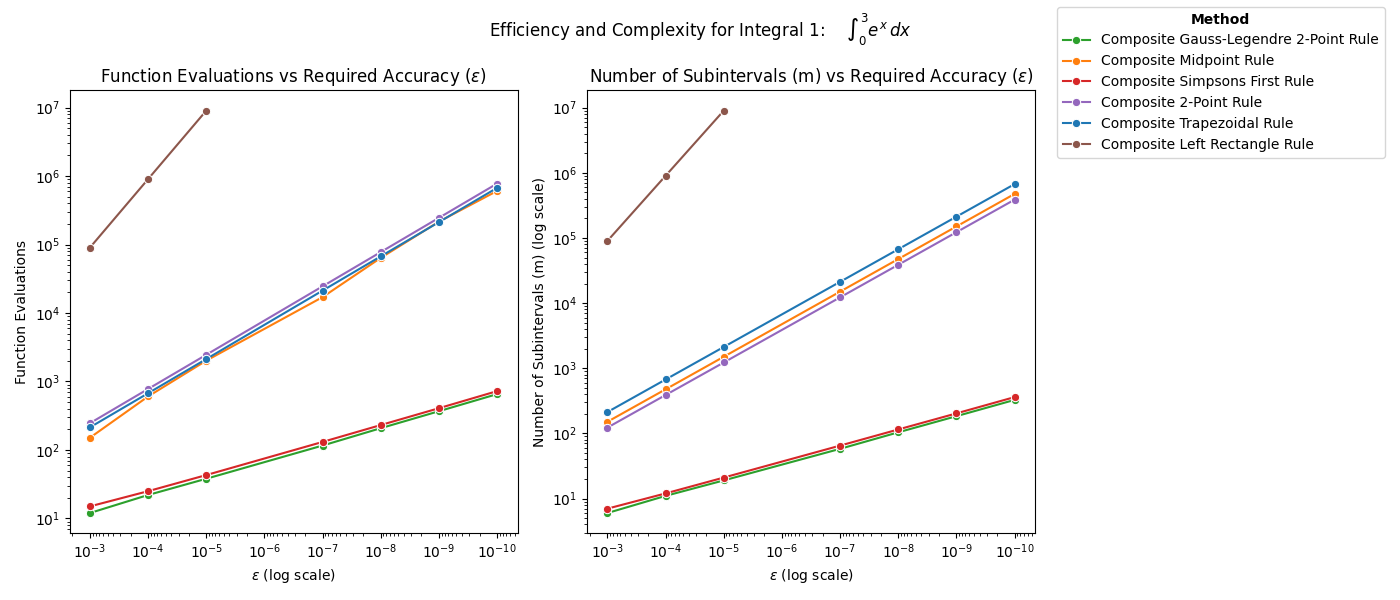 Efficiency and Complexity for Integral 1: ∫₀³ eˣ dx
Function Evaluations vs Required Accuracy (ε)
10⁷
10⁶
10⁵
10⁴
10³
10²
10¹
Function Evaluations
10⁻³ 10⁻⁴ 10⁻⁵ 10⁻⁶ 10⁻⁷ 10⁻⁸ 10⁻⁹ 10⁻¹⁰
ε (log scale)
Number of Subintervals (m) vs Required Accuracy (ε)
10⁷
10⁶
10⁵
10⁴
10³
10²
10¹
Number of Subintervals (m) (log scale)
10⁻³ 10⁻⁴ 10⁻⁵ 10⁻⁶ 10⁻⁷ 10⁻⁸ 10⁻⁹ 10⁻¹⁰
ε (log scale)
Method
Composite Gauss-Legendre 2-Point Rule
Composite Midpoint Rule
Composite Simpsons First Rule
Composite 2-Point Rule
Composite Trapezoidal Rule
Composite Left Rectangle Rule